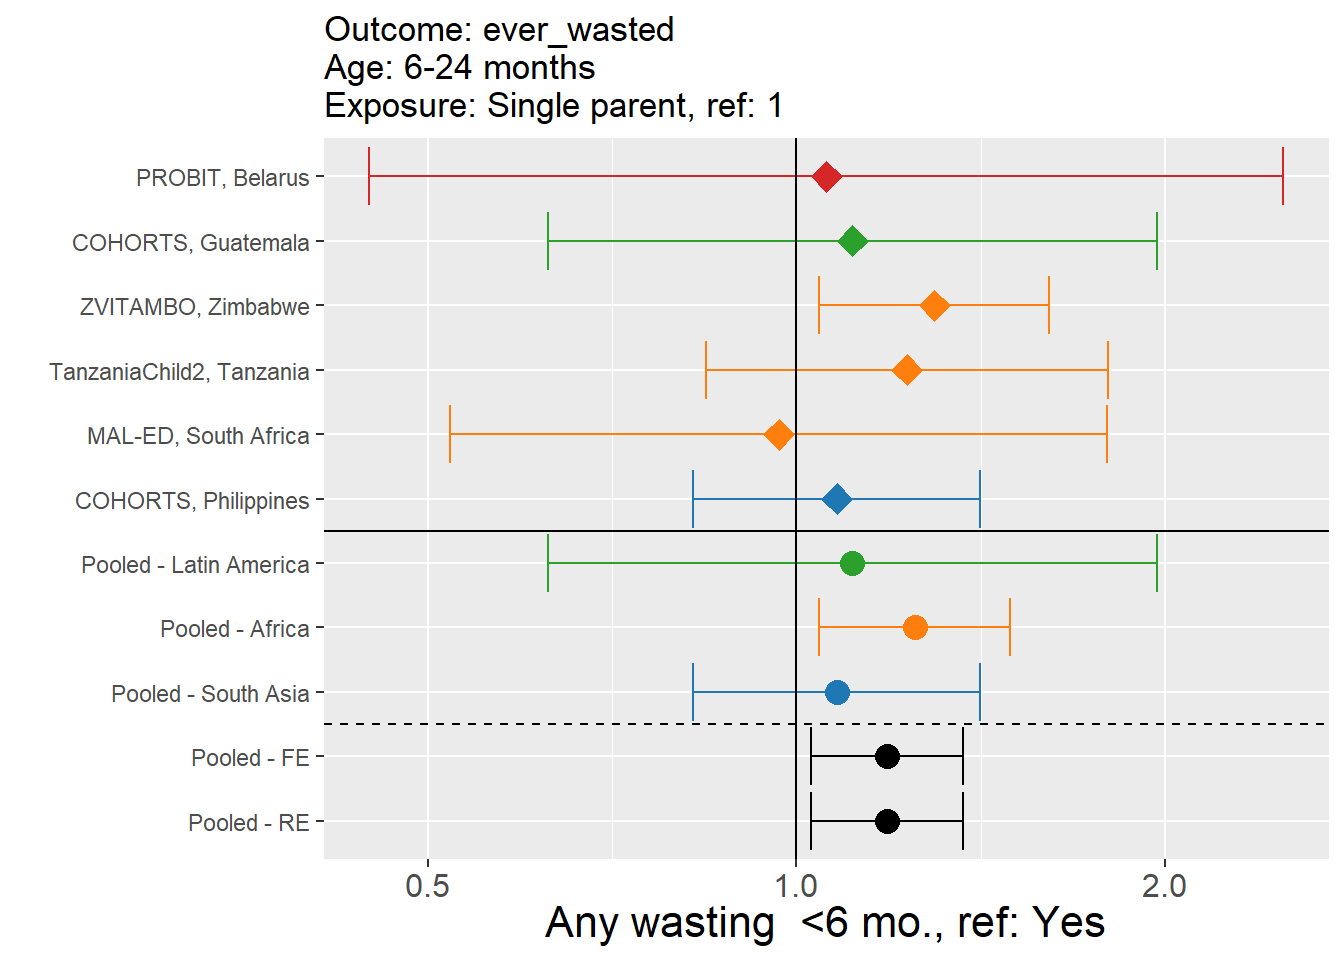 Outcome: ever_wasted
Age: 6-24 months
Exposure: Single parent, ref: 1
PROBIT, Belarus
COHORTS, Guatemala
ZVITAMBO, Zimbabwe
TanzaniaChild2, Tanzania
MAL-ED, South Africa
COHORTS, Philippines
Pooled - Latin America
Pooled - Africa
Pooled - South Asia
Pooled - FE
Pooled - RE
0.5 1.0 2.0
Any wasting  <6 mo., ref: Yes